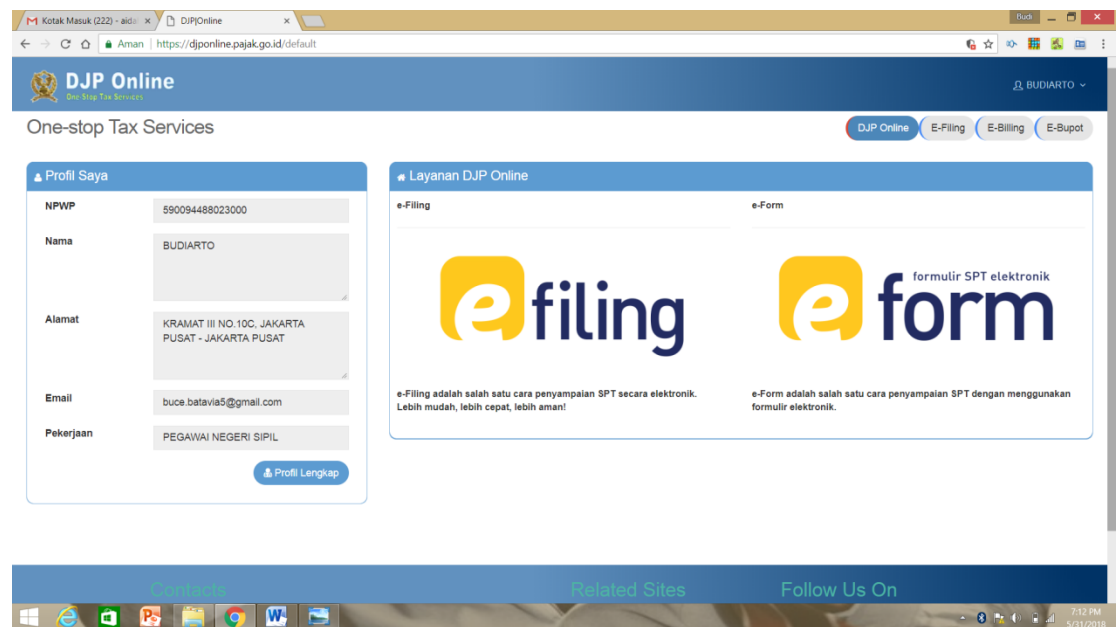 Kotak Masuk (222) - aida
DJP|Online
Budi
Aman | https://djponline.pajak.go.id/default
DJP Online
One-Stop Tax Services
BUDIARTO
One-stop Tax Services
DJP Online
E-Filing
E-Billing
E-Bupot
Profil Saya
NPWP
590094488023000
Nama
BUDIARTO
Alamat
KRAMAT III NO.10C, JAKARTA
PUSAT - JAKARTA PUSAT
Email
buce.batavia5@gmail.com
Pekerjaan
PEGAWAI NEGERI SIPIL
Profil Lengkap
Layanan DJP Online
e-Filing
e-Form
efiling
formulir SPT elektronik
eform
e-Filing adalah salah satu cara penyampaian SPT secara elektronik.
Lebih mudah, lebih cepat, lebih aman!
e-Form adalah salah satu cara penyampaian SPT dengan menggunakan
formulir elektronik.
Contacts
Related Sites
Follow Us On
7:12 PM
5/31/2018